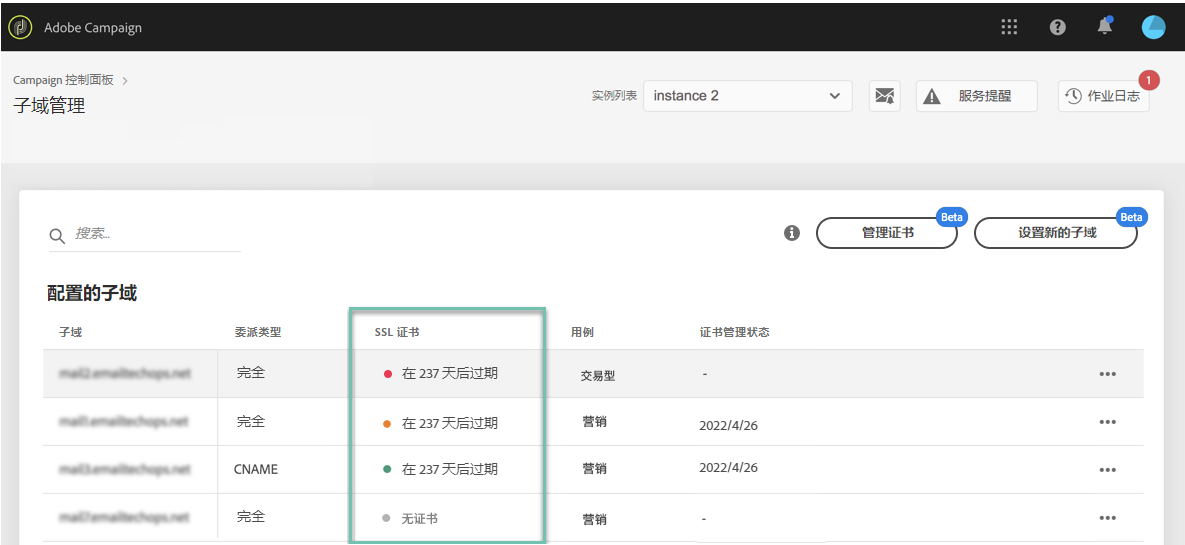 Adobe Campaign
Campaign 控制面板
子域管理
实例列表 instance 2 服务提醒 作业日志 1
搜索...
管理证书 Beta 设置新的子域 Beta
配置的子域
子域 委派类型 SSL 证书 用例 证书管理状态
mail2.emailtechops.net 完全 在 237 天后过期 交易型 -
mail1.emailtechops.net 完全 在 237 天后过期 营销 2022/4/26
mail3.emailtechops.net CNAME 在 237 天后过期 营销 2022/4/26
mail7.emailtechops.net 完全 无证书 营销 -